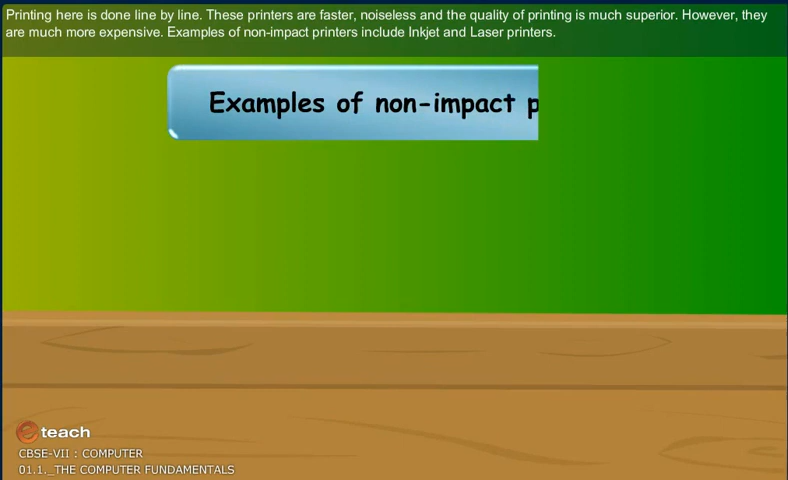 Printing here is done line by line. These printers are faster, noiseless and the quality of printing is much superior. However, they
are much more expensive. Examples of non-impact printers include Inkjet and Laser printers.
Examples of non-impact p
eteach
CBSE-VII : COMPUTER
01.1._THE COMPUTER FUNDAMENTALS